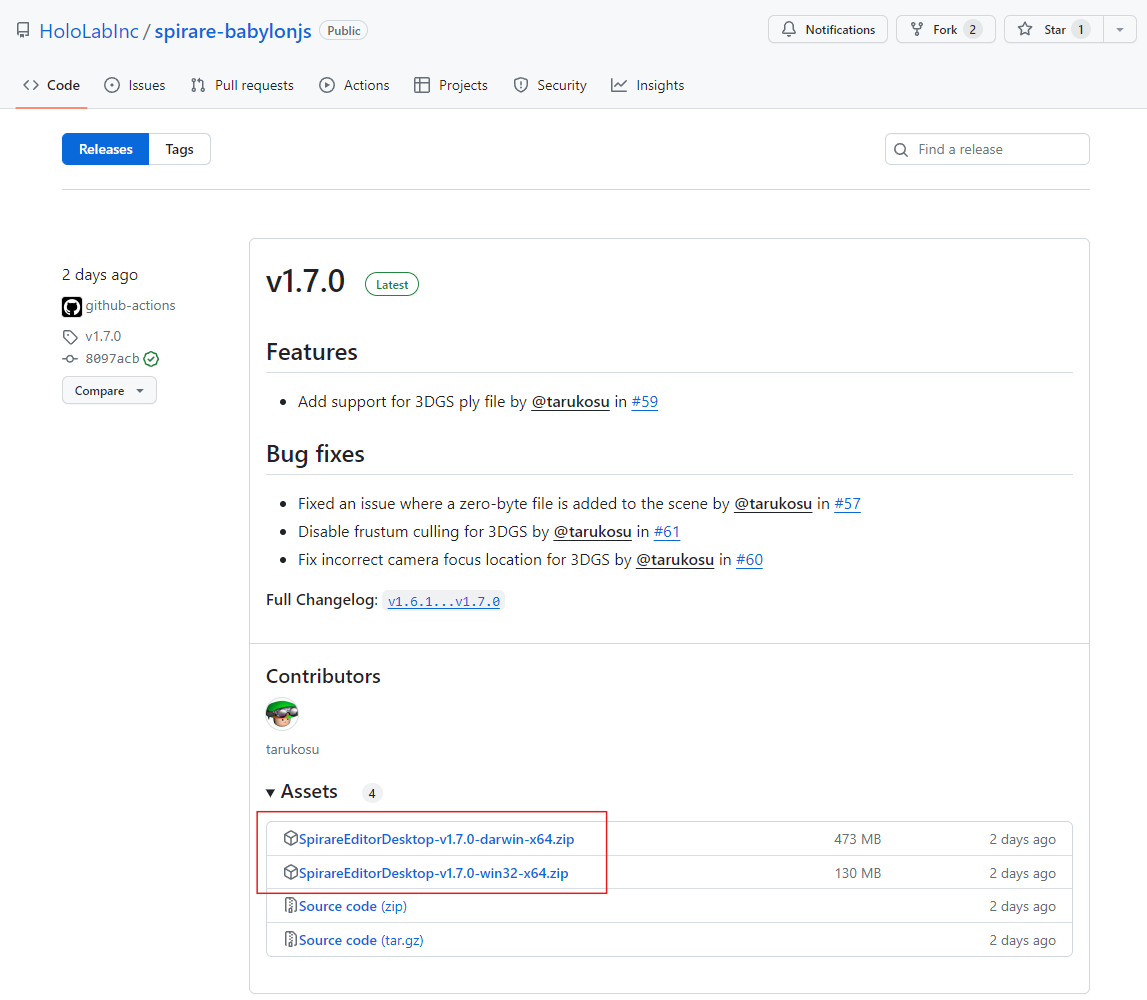 HoloLabInc / spirare-babylonjs Public Notifications Fork 2 Star 1
Code Issues Pull requests Actions Projects Security Insights
Releases Tags Find a release
2 days ago
github-actions
v1.7.0
8097acb
Compare
v1.7.0 Latest
Features
Add support for 3DGS ply file by @tarukosu in #59
Bug fixes
Fixed an issue where a zero-byte file is added to the scene by @tarukosu in #57
Disable frustum culling for 3DGS by @tarukosu in #61
Fix incorrect camera focus location for 3DGS by @tarukosu in #60
Full Changelog: v1.6.1...v1.7.0
Contributors
tarukosu
Assets 4
SpirareEditorDesktop-v1.7.0-darwin-x64.zip 473 MB 2 days ago
SpirareEditorDesktop-v1.7.0-win32-x64.zip 130 MB 2 days ago
Source code (zip) 2 days ago
Source code (tar.gz) 2 days ago